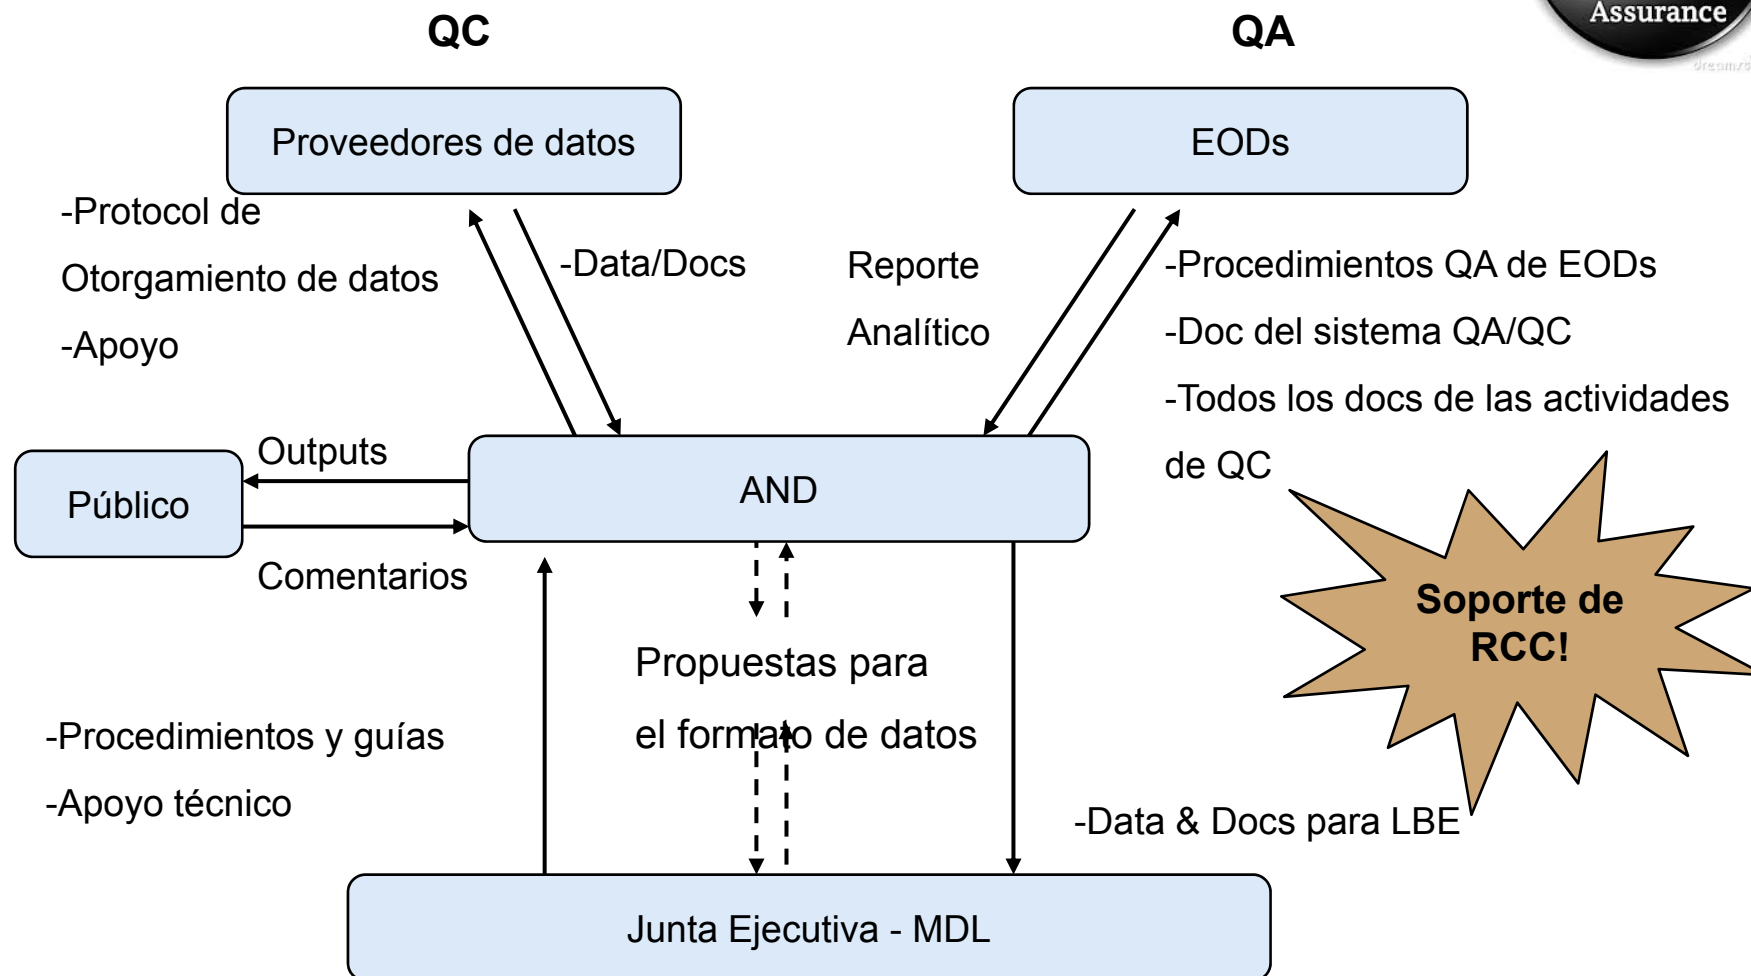 QC
QA
Assurance
Proveedores de datos
EODs
-Protocol de
Otorgamiento de datos
-Apoyo
-Data/Docs
Reporte
Analítico
-Procedimientos QA de EODs
-Doc del sistema QA/QC
-Todos los docs de las actividades
de QC
Outputs
Público
AND
Comentarios
Soporte de
RCC!
Propuestas para
el formato de datos
-Procedimientos y guías
-Apoyo técnico
-Data & Docs para LBE
Junta Ejecutiva - MDL